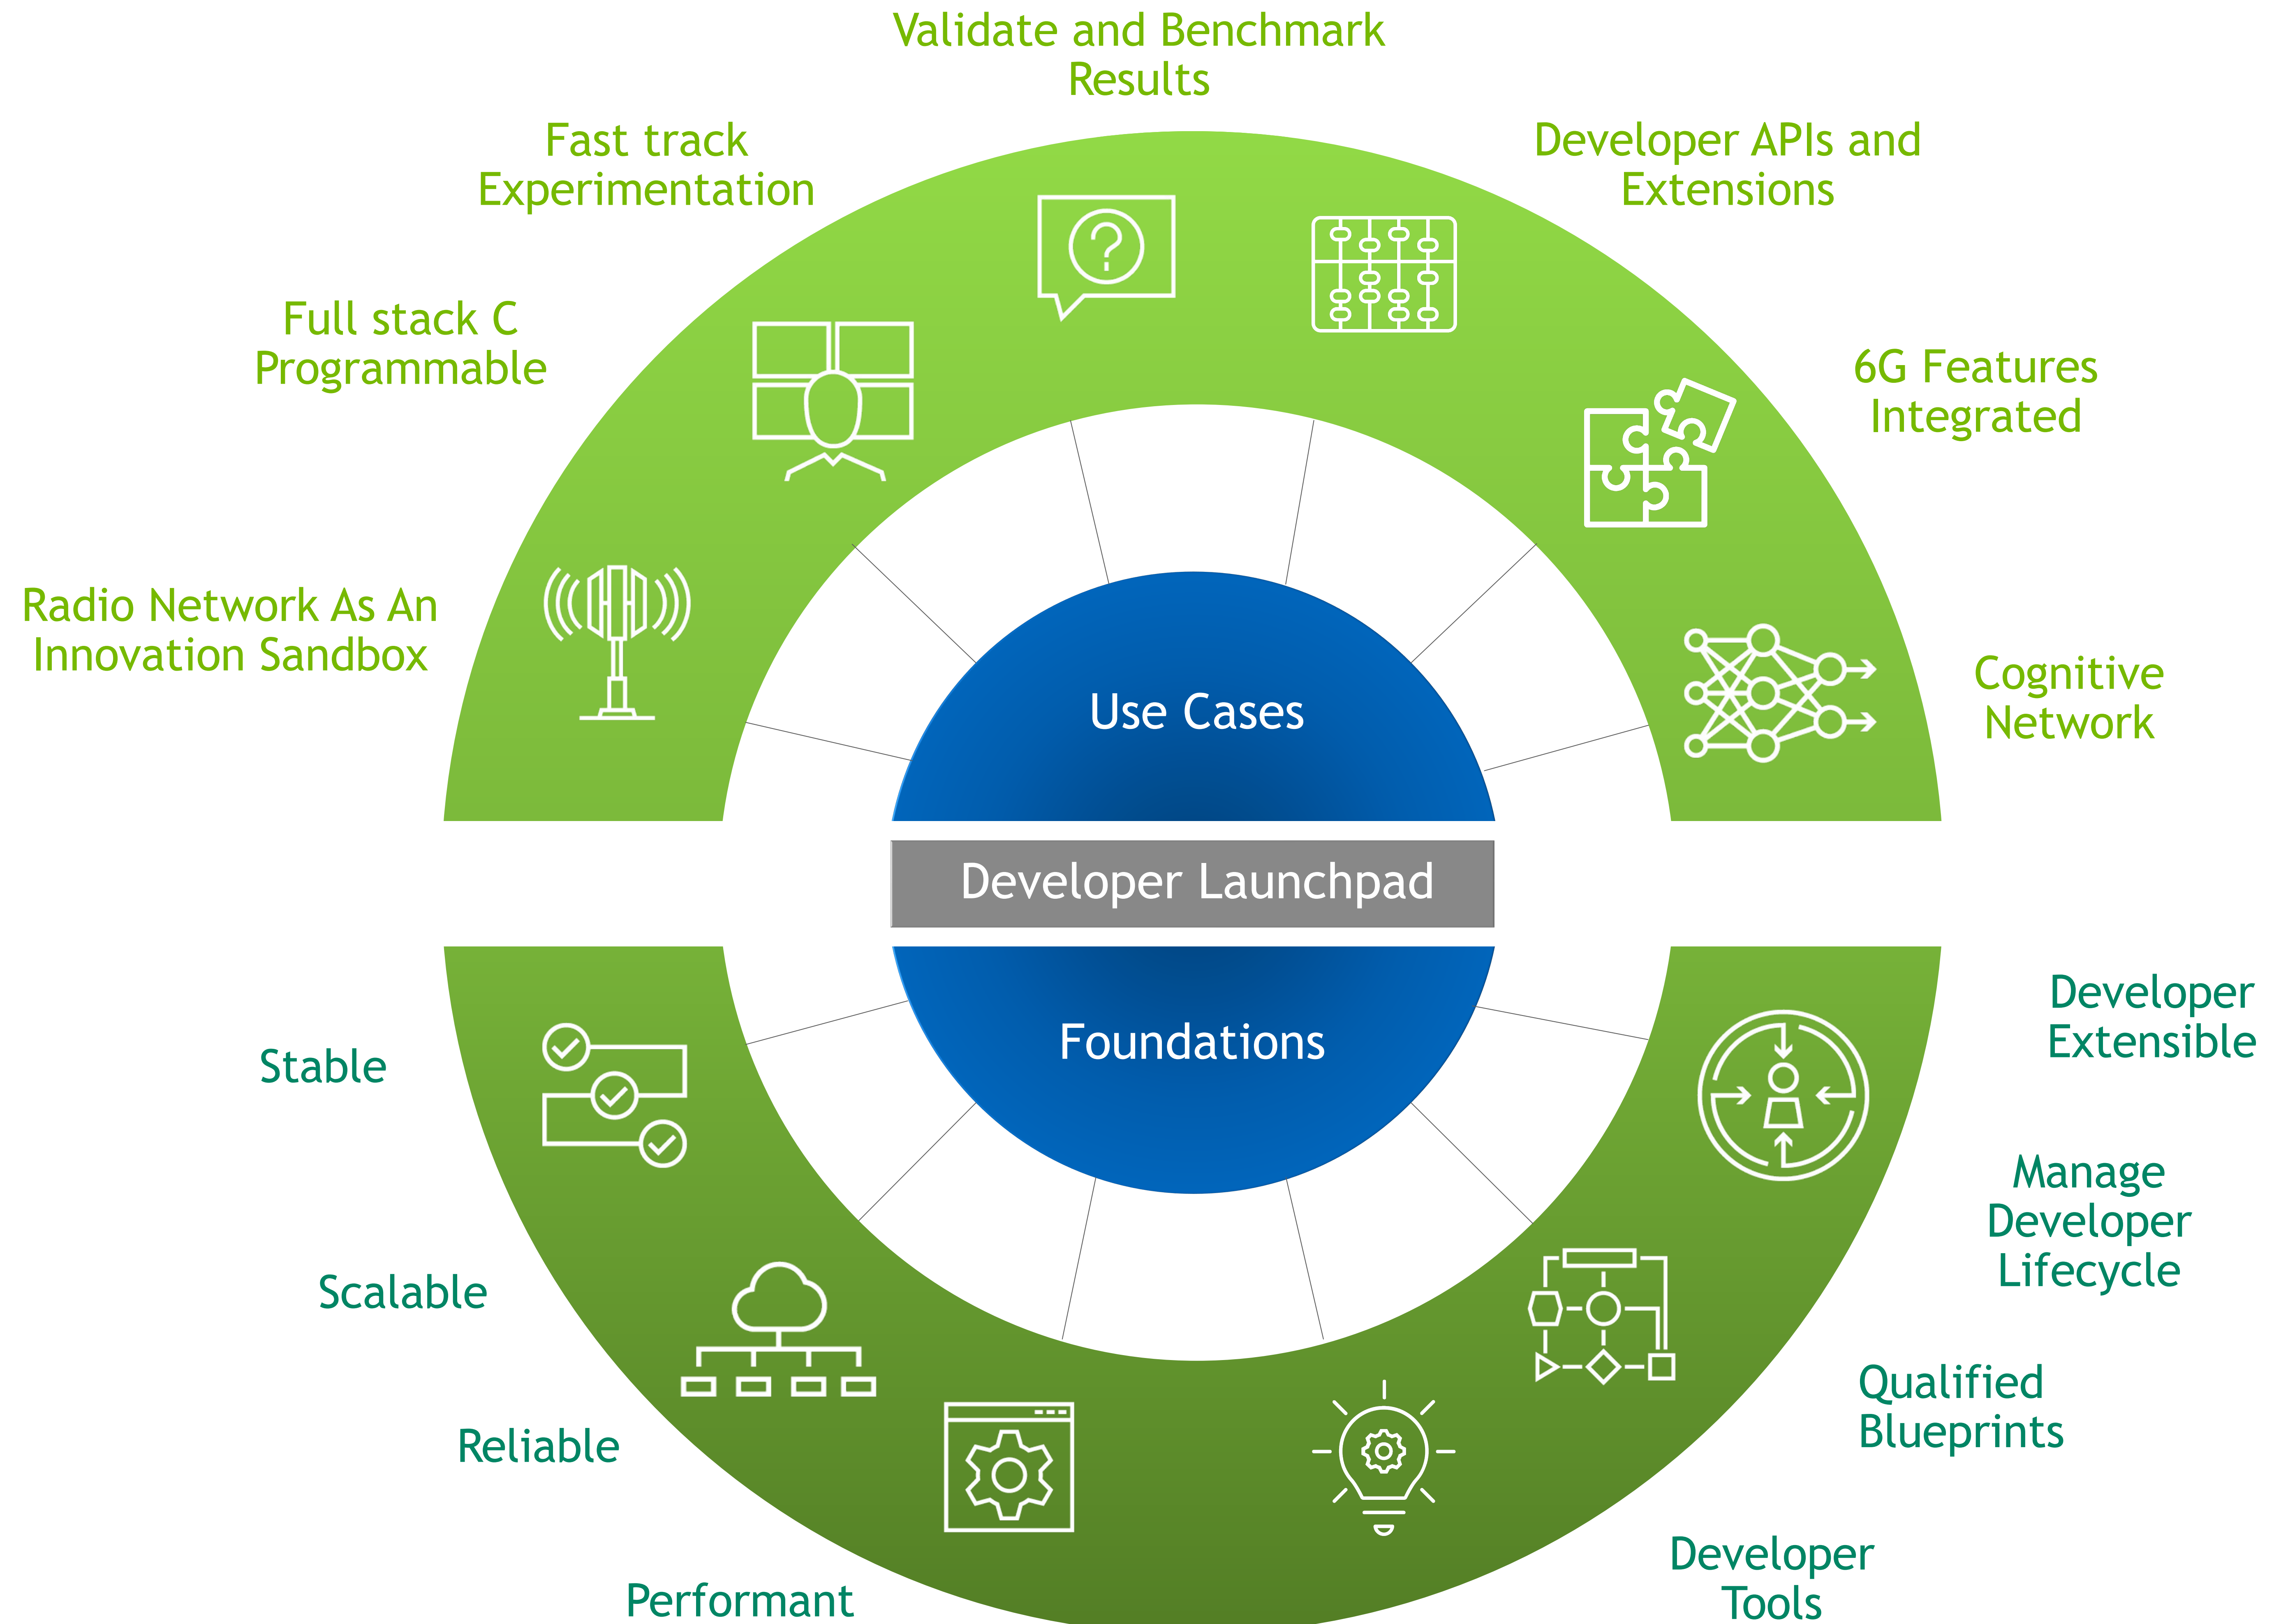 Validate and Benchmark
Results
Fast track
Experimentation
Developer APIs and
Extensions
Full stack C
Programmable
6G Features
Integrated
Radio Network As An
Innovation Sandbox
Cognitive
Network
Use Cases
Developer Launchpad
Foundations
Stable
Developer
Extensible
Scalable
Manage
Developer
Lifecycle
Reliable
Qualified
Blueprints
Performant
Developer
Tools